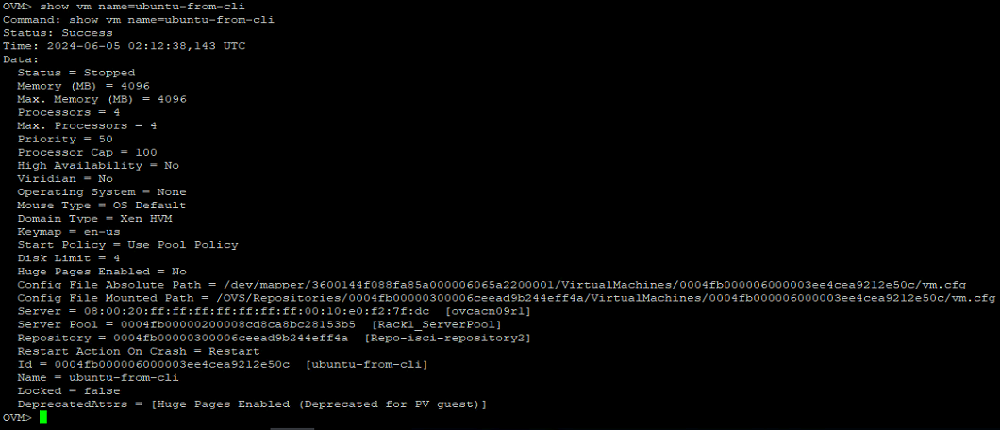 OVM> show vm name=ubuntu-from-cli
Command: show vm name=ubuntu-from-cli
Status: Success
Time: 2024-06-05 02:12:38,143 UTC
Data:
  Status = Stopped
  Memory (MB) = 4096
  Max. Memory (MB) = 4096
  Processors = 4
  Max. Processors = 4
  Priority = 50
  Processor Cap = 100
  High Availability = No
  Viridian = No
  Operating System = None
  Mouse Type = OS Default
  Domain Type = Xen HVM
  Keymap = en-us
  Start Policy = Use Pool Policy
  Disk Limit = 4
  Huge Pages Enabled = No
  Config File Absolute Path = /dev/mapper/3600144f088fa85a000006065a2200001/VirtualMachines/0004fb000006000003ee4cea9212e50c/vm.cfg
  Config File Mounted Path = /OVS/Repositories/0004fb00000300006ceead9b244eff4a/VirtualMachines/0004fb000006000003ee4cea9212e50c/vm.cfg
  Server = 08:00:20:ff:ff:ff:ff:ff:ff:ff:00:10:e0:f2:7f:dc  [ovcacn09r1]
  Server Pool = 0004fb00000200008cd8ca8bc28153b5  [Rack1_ServerPool]
  Repository = 0004fb00000300006ceead9b244eff4a  [Repo-isci-repository2]
  Restart Action On Crash = Restart
  Id = 0004fb000006000003ee4cea9212e50c  [ubuntu-from-cli]
  Name = ubuntu-from-cli
  Locked = false
  DeprecatedAttrs = [Huge Pages Enabled (Deprecated for PV guest)]
OVM>